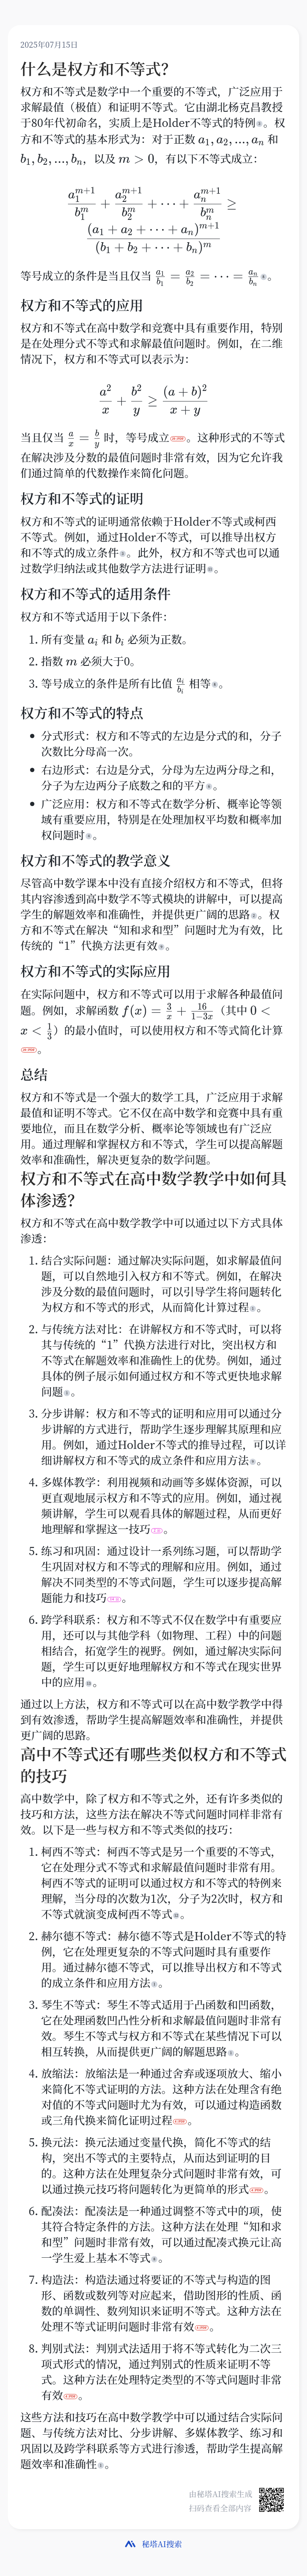 2025年07月15日
什么是权方和不等式?
权方和不等式是数学中一个重要的不等式，广泛应用于
求解最值（极值）和证明不等式。它由湖北杨克昌教授
于80年代初命名，实质上是Holder不等式的特例。权
方和不等式的基本形式为：对于正数 a_1, a_2, ..., a_n 和
b_1, b_2, ..., b_n，以及 m > 0，有以下不等式成立：
\frac{a_1^{m+1}}{b_1^m} + \frac{a_2^{m+1}}{b_2^m} + \cdots + \frac{a_n^{m+1}}{b_n^m} \geq
\frac{(a_1 + a_2 + \cdots + a_n)^{m+1}}{(b_1 + b_2 + \cdots + b_n)^m}
等号成立的条件是当且仅当 \frac{a_1}{b_1} = \frac{a_2}{b_2} = \cdots = \frac{a_n}{b_n}。
权方和不等式的应用
权方和不等式在高中数学和竞赛中具有重要作用，特别
是在处理分式不等式和求解最值问题时。例如，在二维
情况下，权方和不等式可以表示为：
\frac{a^2}{x} + \frac{b^2}{y} \geq \frac{(a + b)^2}{x + y}
当且仅当 \frac{a}{x} = \frac{b}{y} 时，等号成立。这种形式的不等式
在解决涉及分数的最值问题时非常有效，因为它允许我
们通过简单的代数操作来简化问题。
权方和不等式的证明
权方和不等式的证明通常依赖于Holder不等式或柯西
不等式。例如，通过Holder不等式，可以推导出权方
和不等式的成立条件。此外，权方和不等式也可以通
过数学归纳法或其他数学方法进行证明。
权方和不等式的适用条件
权方和不等式适用于以下条件：
1. 所有变量 a_i 和 b_i 必须为正数。
2. 指数 m 必须大于0。
3. 等号成立的条件是所有比值 \frac{a_i}{b_i} 相等。
权方和不等式的特点
• 分式形式：权方和不等式的左边是分式的和，分子
次数比分母高一次。
• 右边形式：右边是分式，分母为左边两分母之和，
分子为左边两分子底数之和的平方。
• 广泛应用：权方和不等式在数学分析、概率论等领
域有重要应用，特别是在处理加权平均数和概率加
权问题时。
权方和不等式的教学意义
尽管高中数学课本中没有直接介绍权方和不等式，但将
其内容渗透到高中数学不等式模块的讲解中，可以提高
学生的解题效率和准确性，并提供更广阔的思路。权
方和不等式在解决“知和求和型”问题时尤为有效，比
传统的“1”代换方法更有效。
权方和不等式的实际应用
在实际问题中，权方和不等式可以用于求解各种最值问
题。例如，求解函数 f(x) = \frac{3}{x} + \frac{16}{1-3x}（其中 0 <
x < \frac{1}{3}）的最小值时，可以使用权方和不等式简化计算
。
总结
权方和不等式是一个强大的数学工具，广泛应用于求解
最值和证明不等式。它不仅在高中数学和竞赛中具有重
要地位，而且在数学分析、概率论等领域也有广泛应
用。通过理解和掌握权方和不等式，学生可以提高解题
效率和准确性，解决更复杂的数学问题。
权方和不等式在高中数学教学中如何具
体渗透?
权方和不等式在高中数学教学中可以通过以下方式具体
渗透：
1. 结合实际问题：通过解决实际问题，如求解最值问
题，可以自然地引入权方和不等式。例如，在解决
涉及分数的最值问题时，可以引导学生将问题转化
为权方和不等式的形式，从而简化计算过程。
2. 与传统方法对比：在讲解权方和不等式时，可以将
其与传统的“1”代换方法进行对比，突出权方和
不等式在解题效率和准确性上的优势。例如，通过
具体的例子展示如何通过权方和不等式更快地求解
问题。
3. 分步讲解：权方和不等式的证明和应用可以通过分
步讲解的方式进行，帮助学生逐步理解其原理和应
用。例如，通过Holder不等式的推导过程，可以详
细讲解权方和不等式的成立条件和应用方法。
4. 多媒体教学：利用视频和动画等多媒体资源，可以
更直观地展示权方和不等式的应用。例如，通过视
频讲解，学生可以观看具体的解题过程，从而更好
地理解和掌握这一技巧。
5. 练习和巩固：通过设计一系列练习题，可以帮助学
生巩固对权方和不等式的理解和应用。例如，通过
解决不同类型的不等式问题，学生可以逐步提高解
题能力和技巧。
6. 跨学科联系：权方和不等式不仅在数学中有重要应
用，还可以与其他学科（如物理、工程）中的问题
相结合，拓宽学生的视野。例如，通过解决实际问
题，学生可以更好地理解权方和不等式在现实世界
中的应用。
通过以上方法，权方和不等式可以在高中数学教学中得
到有效渗透，帮助学生提高解题效率和准确性，并提供
更广阔的思路。
高中不等式还有哪些类似权方和不等式
的技巧
高中数学中，除了权方和不等式之外，还有许多类似的
技巧和方法，这些方法在解决不等式问题时同样非常有
效。以下是一些与权方和不等式类似的技巧：
1. 柯西不等式：柯西不等式是另一个重要的不等式，
它在处理分式不等式和求解最值问题时非常有用。
柯西不等式的证明可以通过权方和不等式的特例来
理解，当分母的次数为1次，分子为2次时，权方和
不等式就演变成柯西不等式。
2. 赫尔德不等式：赫尔德不等式是Holder不等式的特
例，它在处理更复杂的不等式问题时具有重要作
用。通过赫尔德不等式，可以推导出权方和不等式
的成立条件和应用方法。
3. 琴生不等式：琴生不等式适用于凸函数和凹函数，
它在处理函数凹凸性分析和求解最值问题时非常有
效。琴生不等式与权方和不等式在某些情况下可以
相互转换，从而提供更广阔的解题思路。
4. 放缩法：放缩法是一种通过舍弃或逐项放大、缩小
来简化不等式证明的方法。这种方法在处理含有绝
对值的不等式问题时尤为有效，可以通过构造函数
或三角代换来简化证明过程。
5. 换元法：换元法通过变量代换，简化不等式的结
构，突出不等式的主要特点，从而达到证明的目
的。这种方法在处理复杂分式问题时非常有效，可
以通过换元技巧将问题转化为更简单的形式。
6. 配凑法：配凑法是一种通过调整不等式中的项，使
其符合特定条件的方法。这种方法在处理“知和求
和型”问题时非常有效，可以通过配凑式换元让高
一学生爱上基本不等式。
7. 构造法：构造法通过将要证的不等式与构造的图
形、函数或数列等对应起来，借助图形的性质、函
数的单调性、数列知识来证明不等式。这种方法在
处理不等式证明问题时非常有效。
8. 判别式法：判别式法适用于将不等式转化为二次三
项式形式的情况，通过判别式的性质来证明不等
式。这种方法在处理特定类型的不等式问题时非常
有效。
这些方法和技巧在高中数学教学中可以通过结合实际问
题、与传统方法对比、分步讲解、多媒体教学、练习和
巩固以及跨学科联系等方式进行渗透，帮助学生提高解
题效率和准确性。
由秘塔AI搜索生成
扫码查看全部内容
秘塔AI搜索